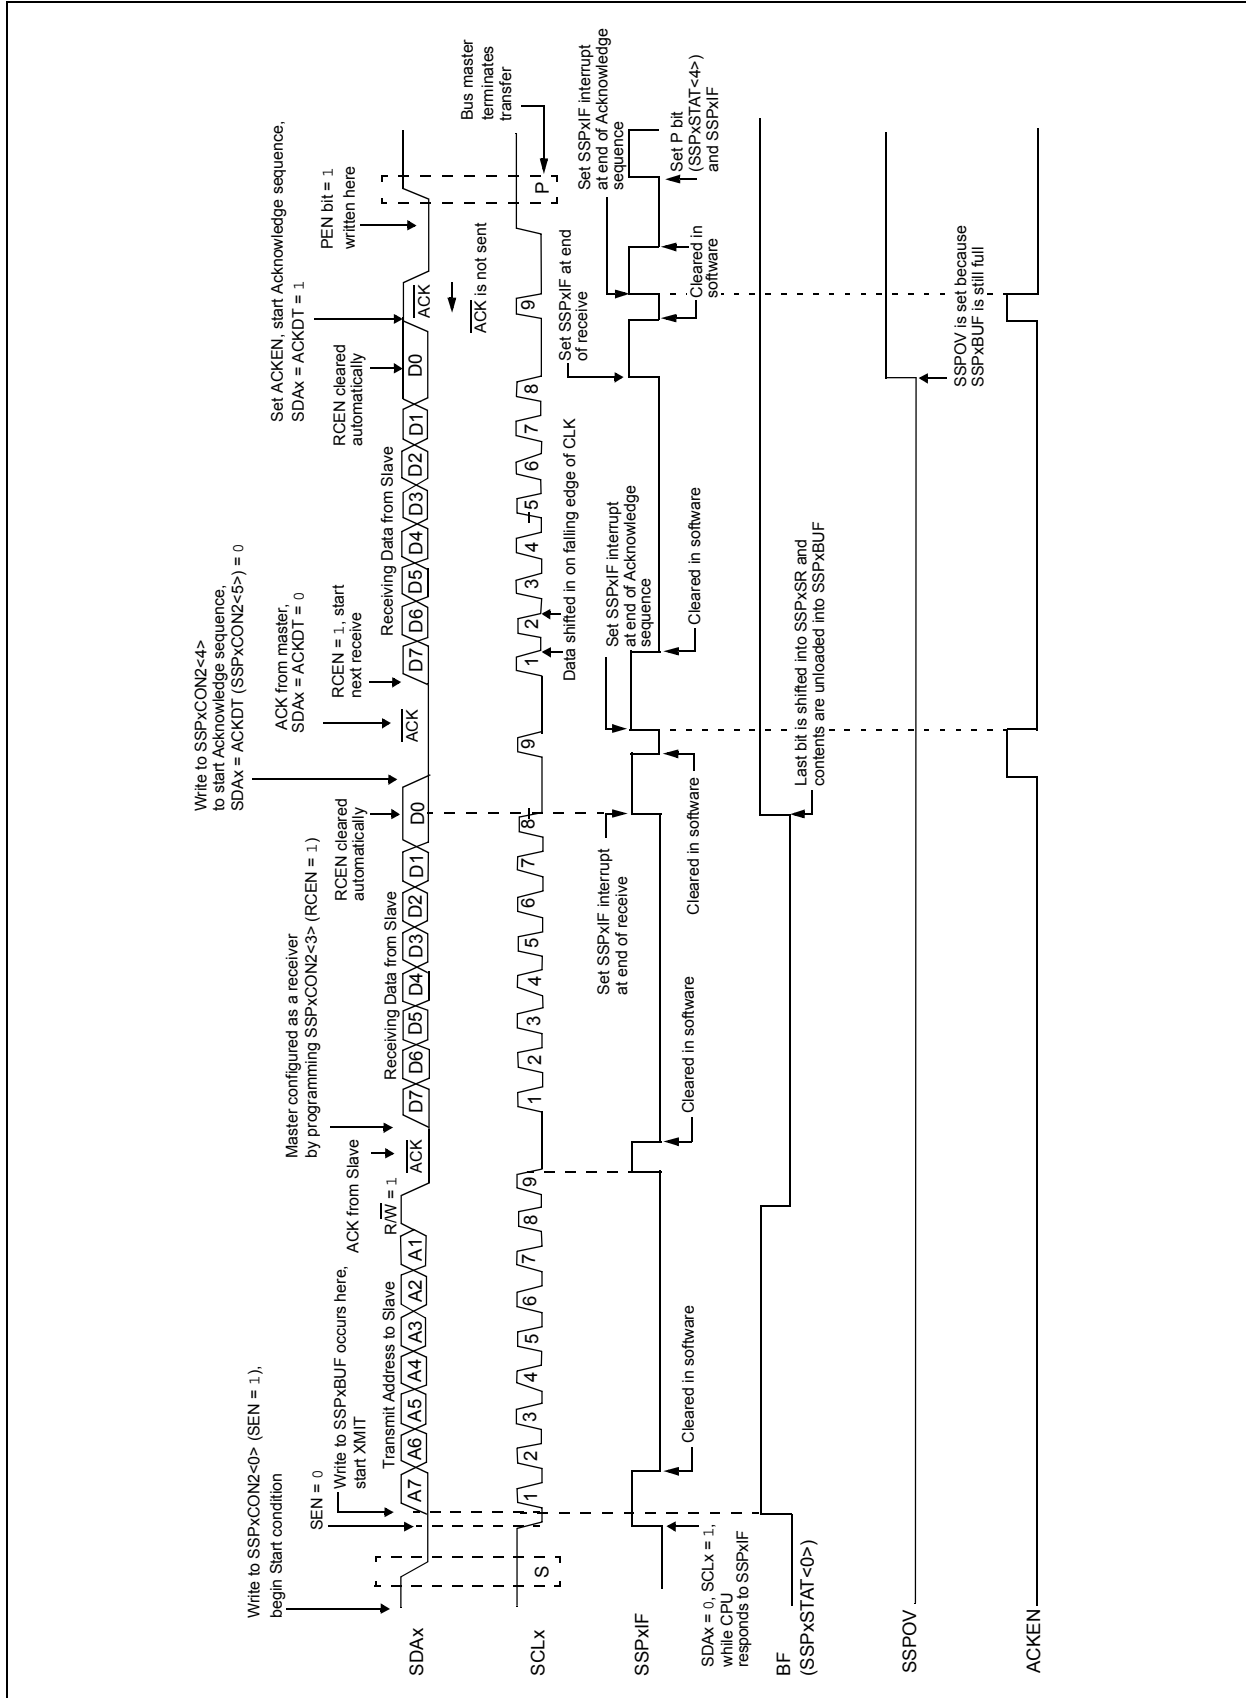 Write to SSPxCON2<0> (SEN = 1),
begin Start condition
SEN = 0
Write to SSPxBUF occurs here,
start XMIT
Transmit Address to Slave
R/W = 1
ACK from Slave
Master configured as a receiver
by programming SSPxCON2<3> (RCEN = 1)
Receiving Data from Slave
RCEN cleared
automatically
Write to SSPxCON2<4>
to start Acknowledge sequence,
SDAx = ACKDT (SSPxCON2<5>) = 0
ACK from master,
SDAx = ACKDT = 0
RCEN = 1, start
next receive
Receiving Data from Slave
RCEN cleared
automatically
Set ACKEN, start Acknowledge sequence,
SDAx = ACKDT = 1
PEN bit = 1
written here
SDAx
A7 A6 A5 A4 A3 A2 A1
ACK
D7 D6 D5 D4 D3 D2 D1 D0
ACK
D7 D6 D5 D4 D3 D2 D1 D0
ACK
ACK is not sent
Bus master
terminates
transfer
SCLx
S
1 2 3 4 5 6 7 8 9
1 2 3 4 5 6 7 8 9
1 2 3 4 5 6 7 8 9
P
Data shifted in on falling edge of CLK
Set SSPxIF interrupt
at end of receive
Set SSPxIF interrupt
at end of Acknowledge
sequence
Set SSPxIF at end
of receive
Set SSPxIF interrupt
at end of Acknowledge
sequence
SSPxIF
SDAx = 0, SCLx = 1,
while CPU
responds to SSPxIF
Cleared in software
Cleared in software
Cleared in software
Cleared in software
Cleared in
software
Set P bit
(SSPxSTAT<4>)
and SSPxIF
BF
(SSPxSTAT<0>)
Last bit is shifted into SSPxSR and
contents are unloaded into SSPxBUF
SSPOV
SSPOV is set because
SSPxBUF is still full
ACKEN